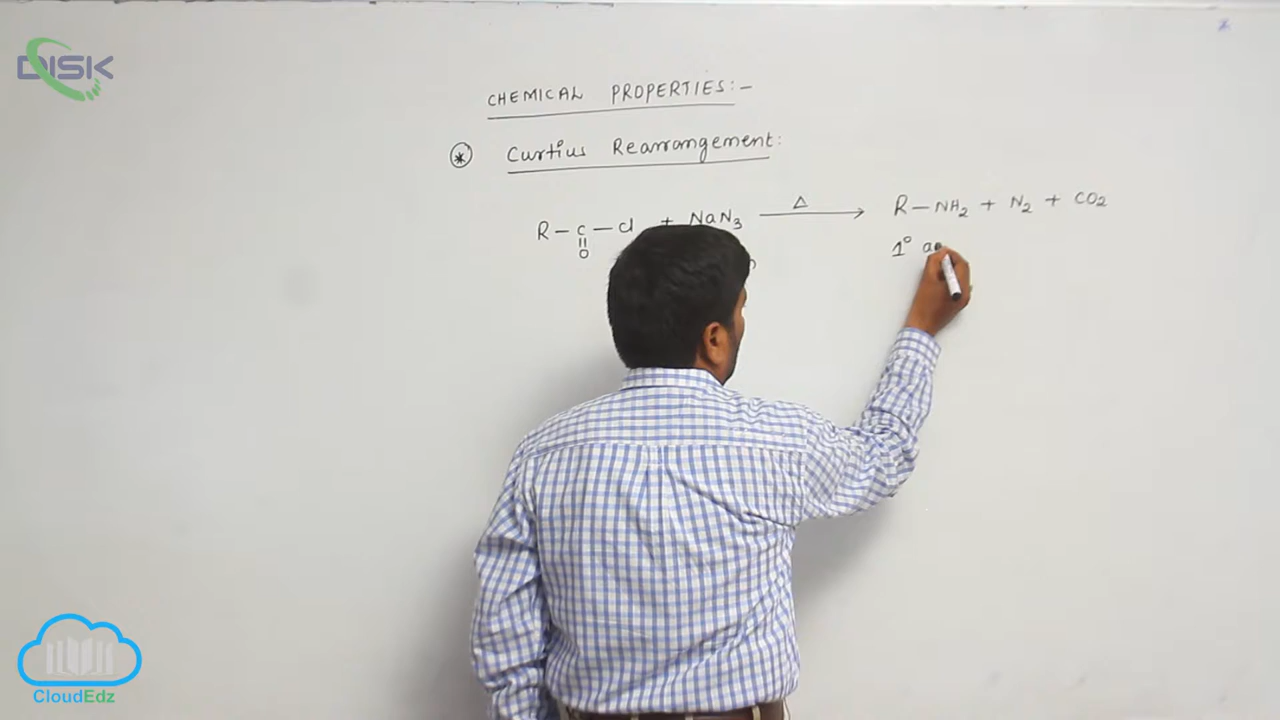 DISK
CHEMICAL PROPERTIES:-
* Curtius Rearrangement:
R-C-Cl + NaN3 Δ→ R-NH2 + N2 + CO2
O
1°
CloudEdz